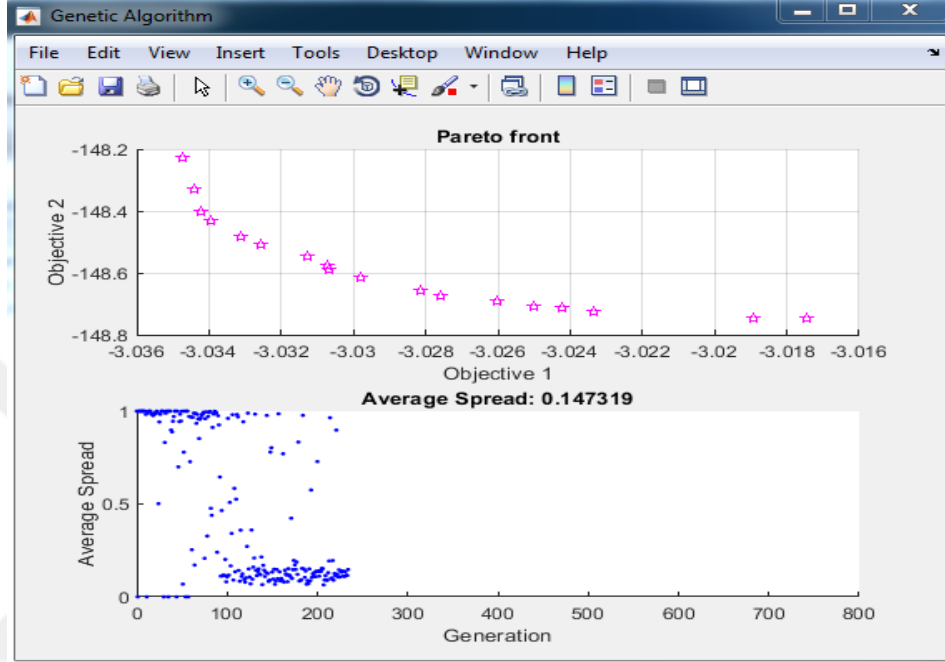 Genetic Algorithm
File Edit View Insert Tools Desktop Window Help
Pareto front
Objective 2
-148.2
-148.4
-148.6
-148.8
-3.036 -3.034 -3.032 -3.03 -3.028 -3.026 -3.024 -3.022 -3.02 -3.018 -3.016
Objective 1
Average Spread: 0.147319
Average Spread
1
0.5
0
0 100 200 300 400 500 600 700 800
Generation